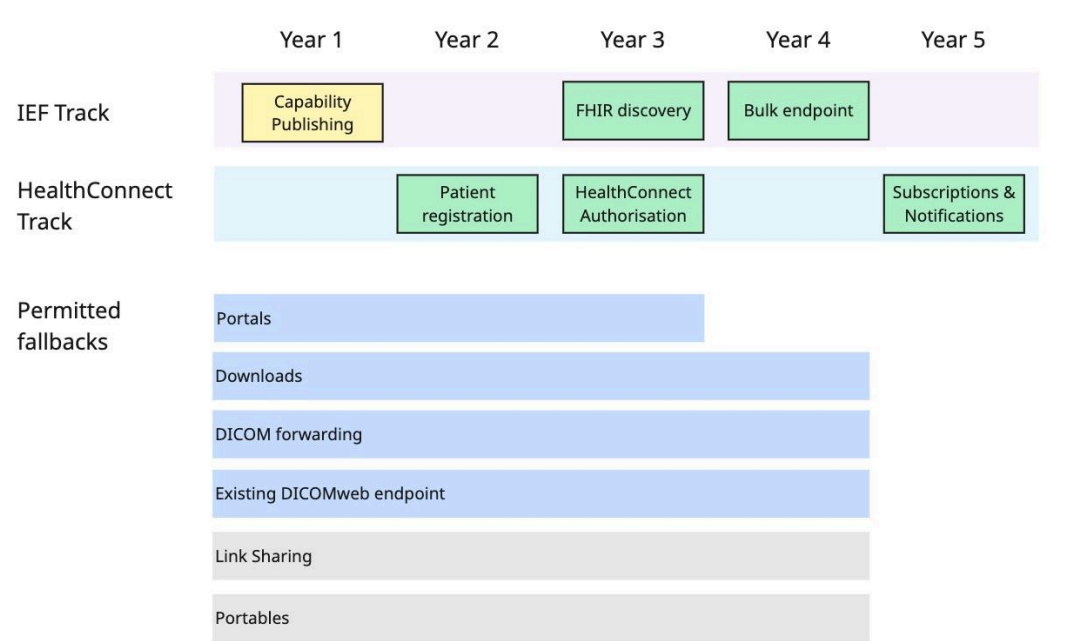 Year 1 Year 2 Year 3 Year 4 Year 5
IEF Track
Capability
Publishing
FHIR discovery
Bulk endpoint
HealthConnect
Track
Patient
registration
HealthConnect
Authorisation
Subscriptions &
Notifications
Permitted
fallbacks
Portals
Downloads
DICOM forwarding
Existing DICOMweb endpoint
Link Sharing
Portables